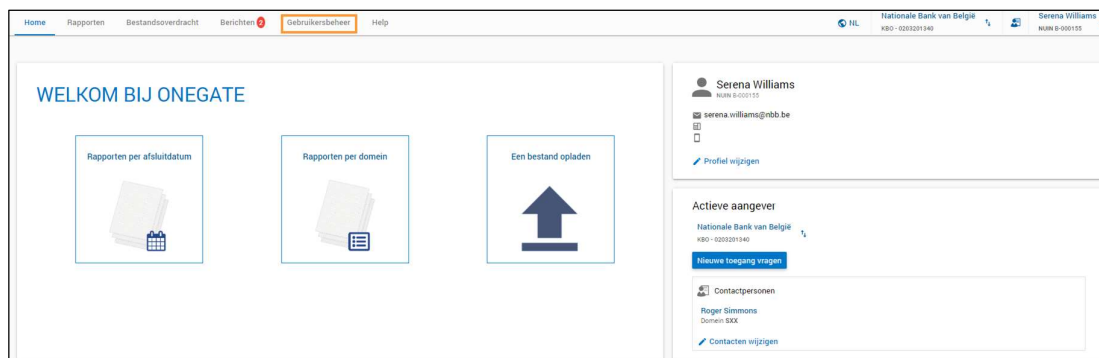 Home Rapporten Bestandsoverdracht Berichten 2 Gebruikersbeheer Help NL Nationale Bank van België Serena Williams
KBO - 0203201340 NUIN B-000155
WELKOM BIJ ONEGATE
Rapporten per afsluitdatum
Rapporten per domein
Een bestand opladen
Serena Williams
NUIN B-000155
serena.williams@nbb.be
Profiel wijzigen
Actieve aangever
Nationale Bank van België
KBO - 0203201340
Nieuwe toegang vragen
Contactpersonen
Roger Simmons
Domein SXX
Contacten wijzigen